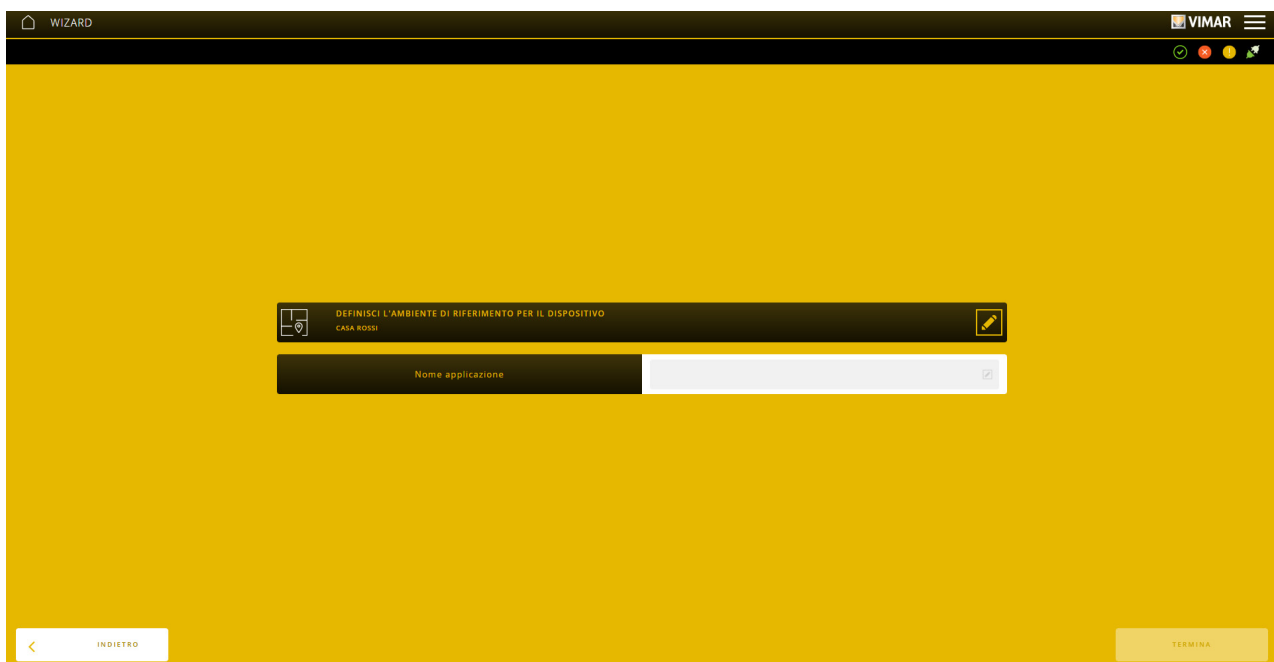 WIZARD
VIMAR
DEFINISCI L'AMBIENTE DI RIFERIMENTO PER IL DISPOSITIVO
CASA ROSSI
Nome applicazione
INDIETRO
TERMINA